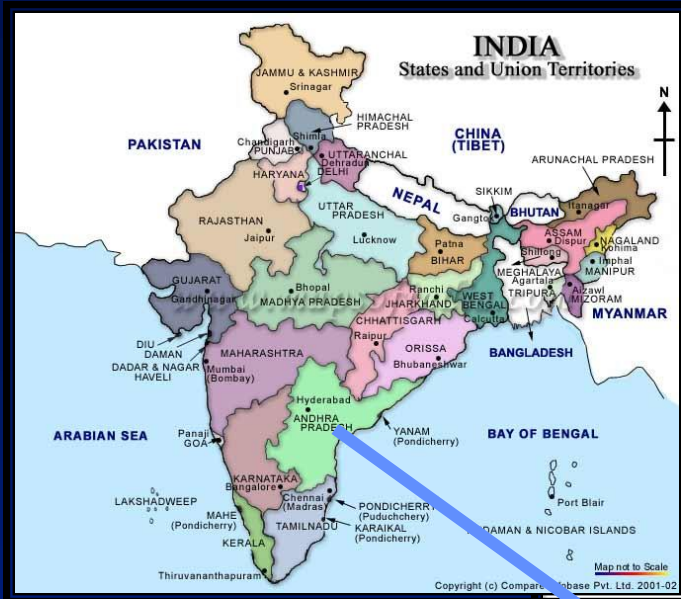 INDIA
States and Union Territories
N
JAMMU & KASHMIR
Srinagar
HIMACHAL
PRADESH
PAKISTAN
Chandigarh
Shimla
PUNJAB
CHINA
(TIBET)
UTTARANCHAL
Dehradun
HARYANA
DELHI
ARUNACHAL PRADESH
NEPAL
SIKKIM
Gangtok
BHUTAN
Itanagar
RAJASTHAN
Jaipur
UTTAR
PRADESH
Lucknow
Patna
BIHAR
ASSAM
Dispur
NAGALAND
Kohima
Shillong
MEGHALAYA
Imphal
MANIPUR
Agartala
TRIPURA
Aizawl
MIZORAM
GUJARAT
Gandhinagar
Bhopal
MADHYA PRADESH
Ranchi
JHARKHAND
WEST
BENGAL
Calcutta
MYANMAR
CHHATTISGARH
Raipur
ORISSA
Bhubaneshwar
BANGLADESH
DIU
DAMAN
DADAR & NAGAR
HAVELI
MAHARASHTRA
Mumbai
(Bombay)
Hyderabad
ANDHRA
PRADESH
YANAM
(Pondicherry)
ARABIAN SEA
BAY OF BENGAL
Panaji
GOA
KARNATAKA
Bangalore
Chennai
(Madras)
PONDICHERRY
(Puduchchery)
KARAIKAL
(Pondicherry)
LAKSHADWEEP
MAHE
(Pondicherry)
TAMILNADU
KERALA
Thiruvananthapuram
Port Blair
& NICOBAR ISLANDS
Map not to Scale
Copyright (c) Pvt. Ltd. 2001-02